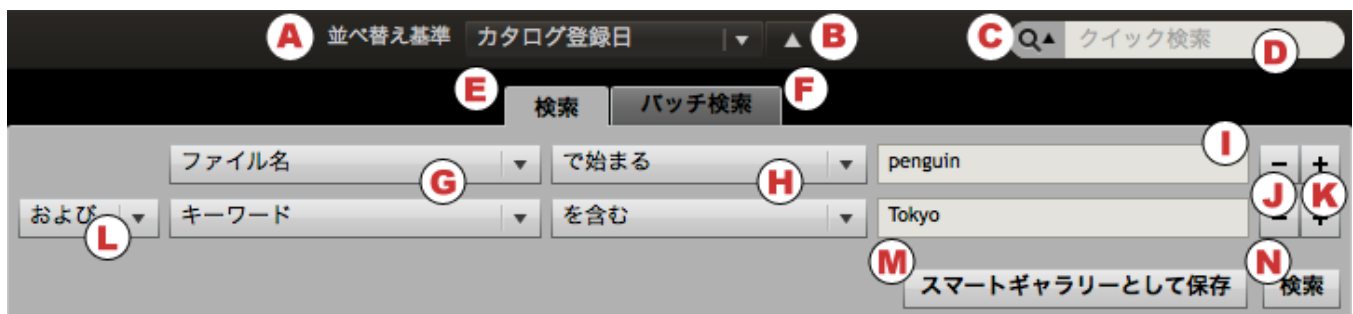 A 並べ替え基準 カタログ登録日 B C クイック検索 D
E 検索 バッチ検索 F
ファイル名 G で始まる H penguin I - +
および L キーワード を含む Tokyo J K - +
M スマートギャラリーとして保存 N 検索